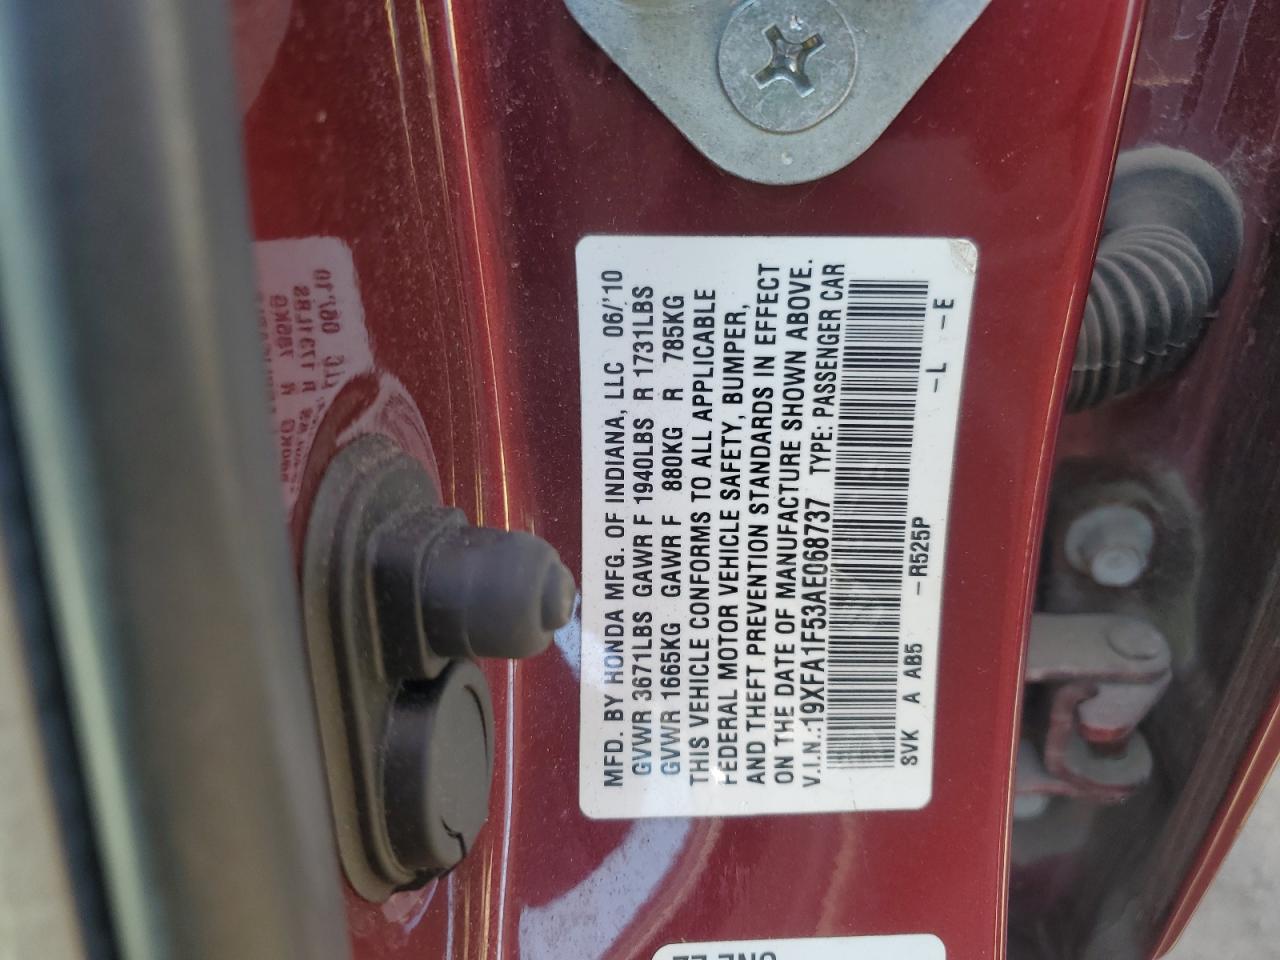 MFD. BY HONDA MFG. OF INDIANA, LLC 06/'10
GVWR 3671LBS GAWR F 1940LBS R 1731LBS
GVWR 1665KG GAWR F 880KG R 785KG
THIS VEHICLE CONFORMS TO ALL APPLICABLE
FEDERAL MOTOR VEHICLE SAFETY, BUMPER,
AND THEFT PREVENTION STANDARDS IN EFFECT
ON THE DATE OF MANUFACTURE SHOWN ABOVE.
V.I.N.:19XFA1F53AE068737 TYPE: PASSENGER CAR
SVK A AB5 -R525P -L -E